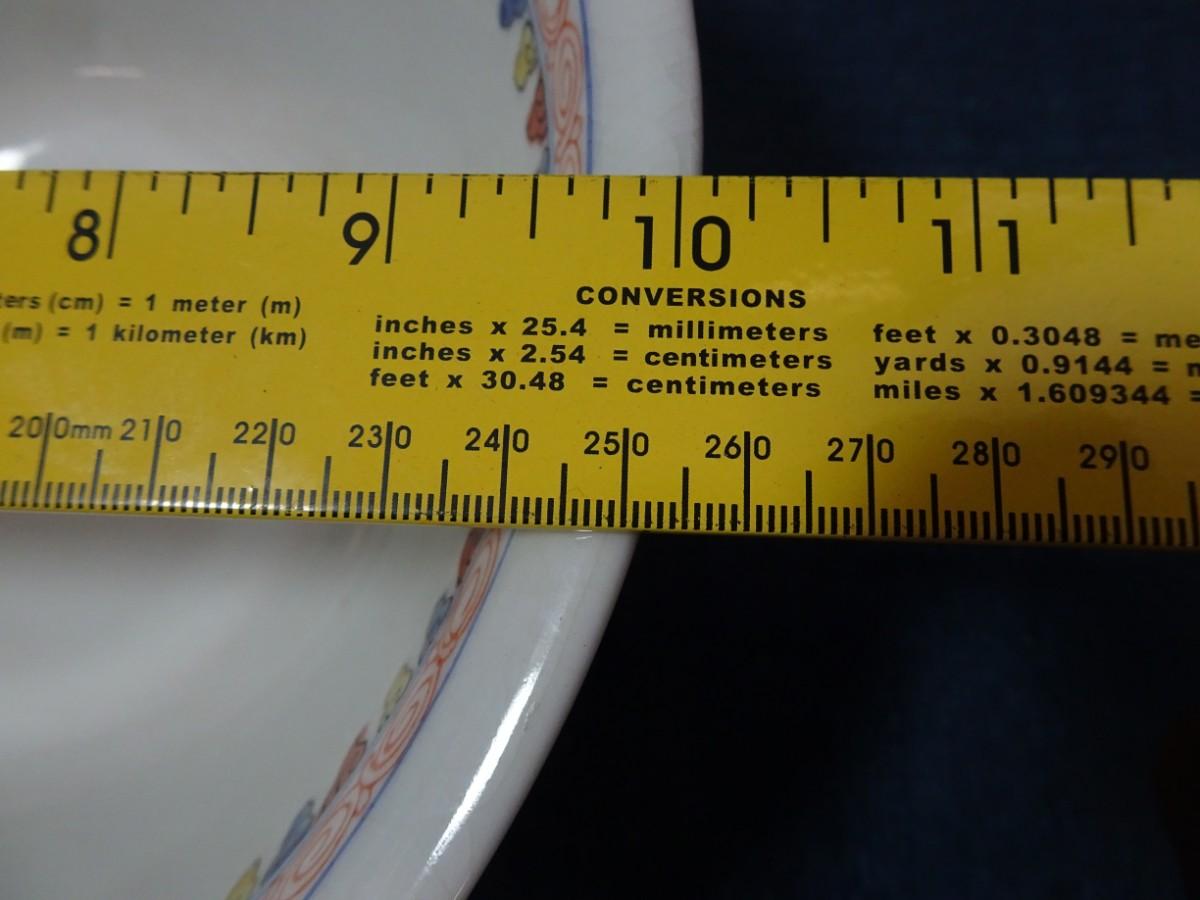 8 9 10 11
CONVERSIONS
(cm) = 1 meter (m)
(m) = 1 kilometer (km)
inches x 25.4 = millimeters
inches x 2.54 = centimeters
feet x 30.48 = centimeters
feet x 0.3048 = me
yards x 0.9144 =
miles x 1.609344 =
200mm 210 220 230 240 250 260 270 280 290